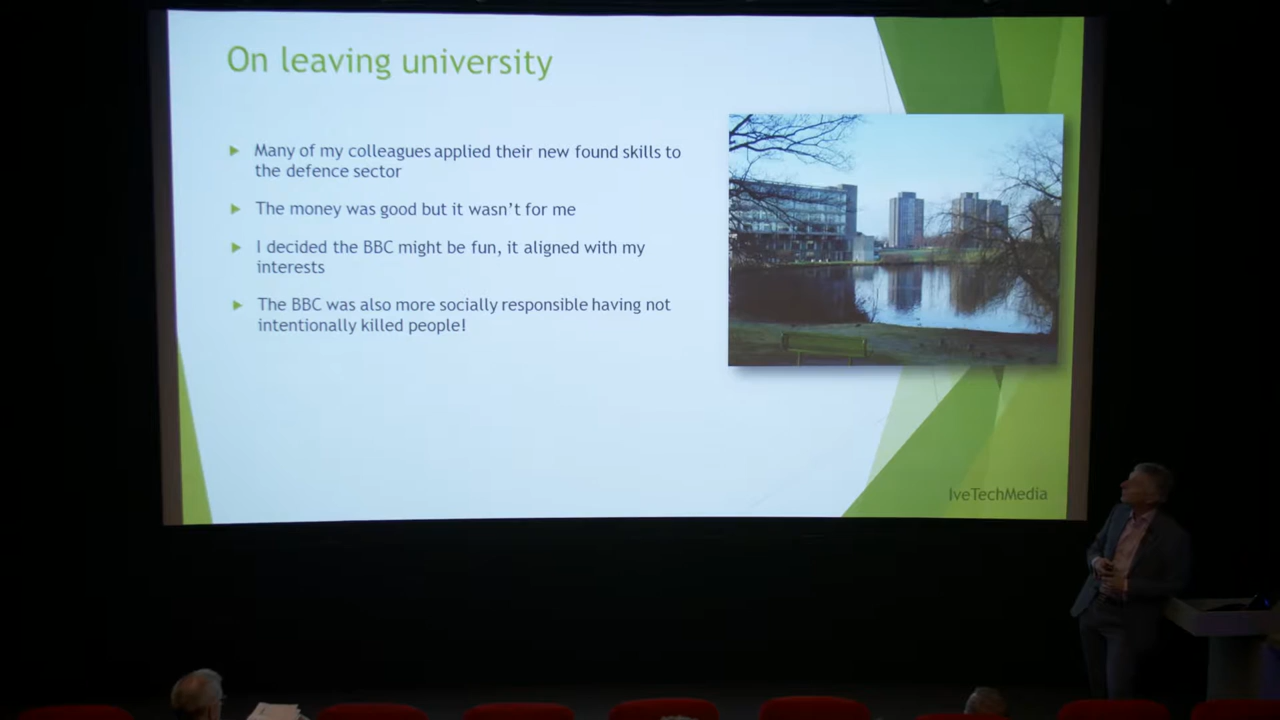 On leaving university
Many of my colleagues applied their new found skills to
the defence sector
The money was good but it wasn't for me
I decided the BBC might be fun, it aligned with my
interests
The BBC was also more socially responsible having not
intentionally killed people!
IveTechMedia